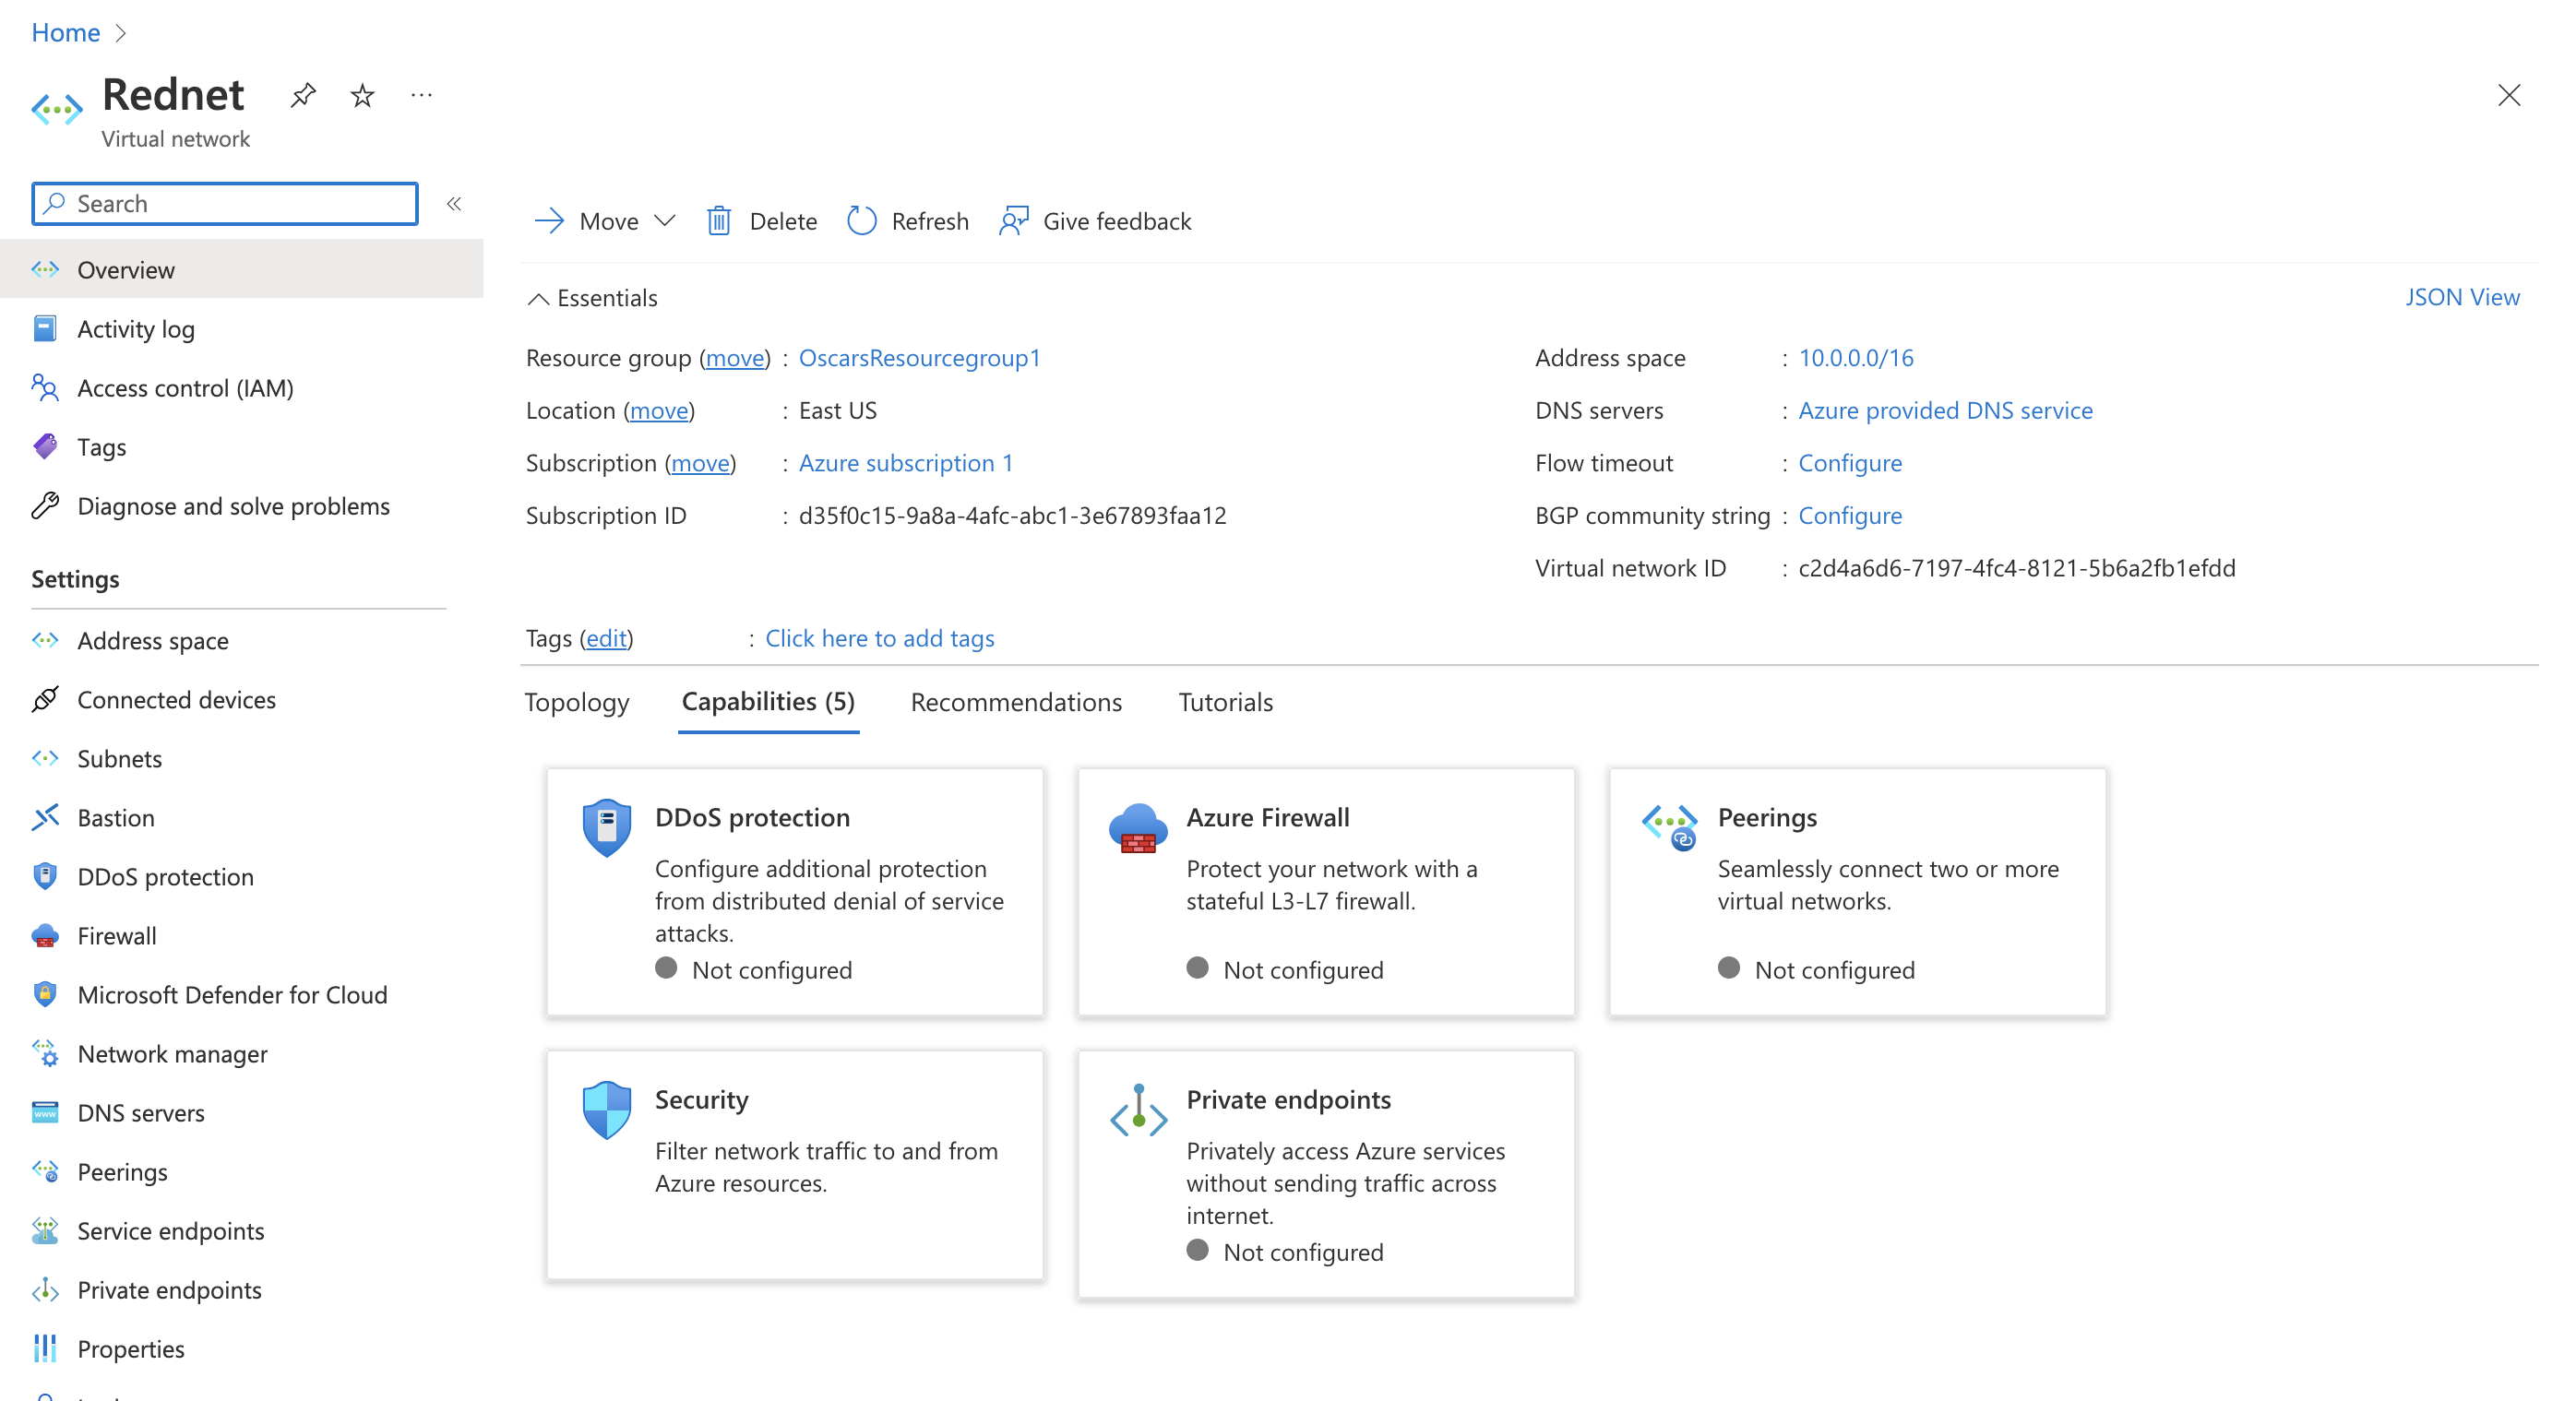 Home
Rednet
Virtual network
Search
Overview
Activity log
Access control (IAM)
Tags
Diagnose and solve problems
Settings
Address space
Connected devices
Subnets
Bastion
DDoS protection
Firewall
Microsoft Defender for Cloud
Network manager
DNS servers
Peerings
Service endpoints
Private endpoints
Properties
Move Delete Refresh Give feedback
Essentials
JSON View
Resource group (move) : OscarsResourcegroup1
Location (move) : East US
Subscription (move) : Azure subscription 1
Subscription ID : d35f0c15-9a8a-4afc-abc1-3e67893faa12
Address space : 10.0.0.0/16
DNS servers : Azure provided DNS service
Flow timeout : Configure
BGP community string : Configure
Virtual network ID : c2d4a6d6-7197-4fc4-8121-5b6a2fb1efdd
Tags (edit) : Click here to add tags
Topology Capabilities (5) Recommendations Tutorials
DDoS protection
Configure additional protection
from distributed denial of service
attacks.
Not configured
Azure Firewall
Protect your network with a
stateful L3-L7 firewall.
Not configured
Peerings
Seamlessly connect two or more
virtual networks.
Not configured
Security
Filter network traffic to and from
Azure resources.
Private endpoints
Privately access Azure services
without sending traffic across
internet.
Not configured